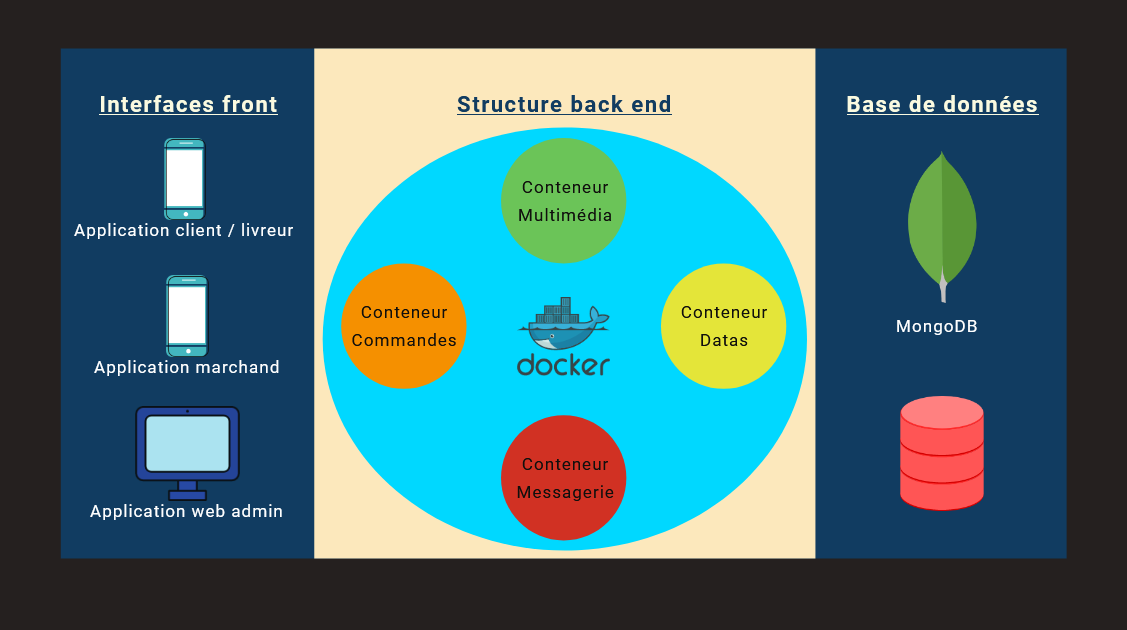 Interfaces front
Application client / livreur
Application marchand
Application web admin
Structure back end
Conteneur
Multimédia
Conteneur
Commandes
docker
Conteneur
Datas
Conteneur
Messagerie
Base de données
MongoDB